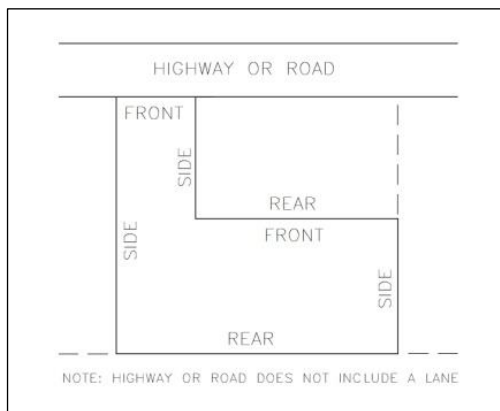 HIGHWAY OR ROAD
FRONT
SIDE
REAR
FRONT
SIDE
SIDE
REAR
NOTE: HIGHWAY OR ROAD DOES NOT INCLUDE A LANE